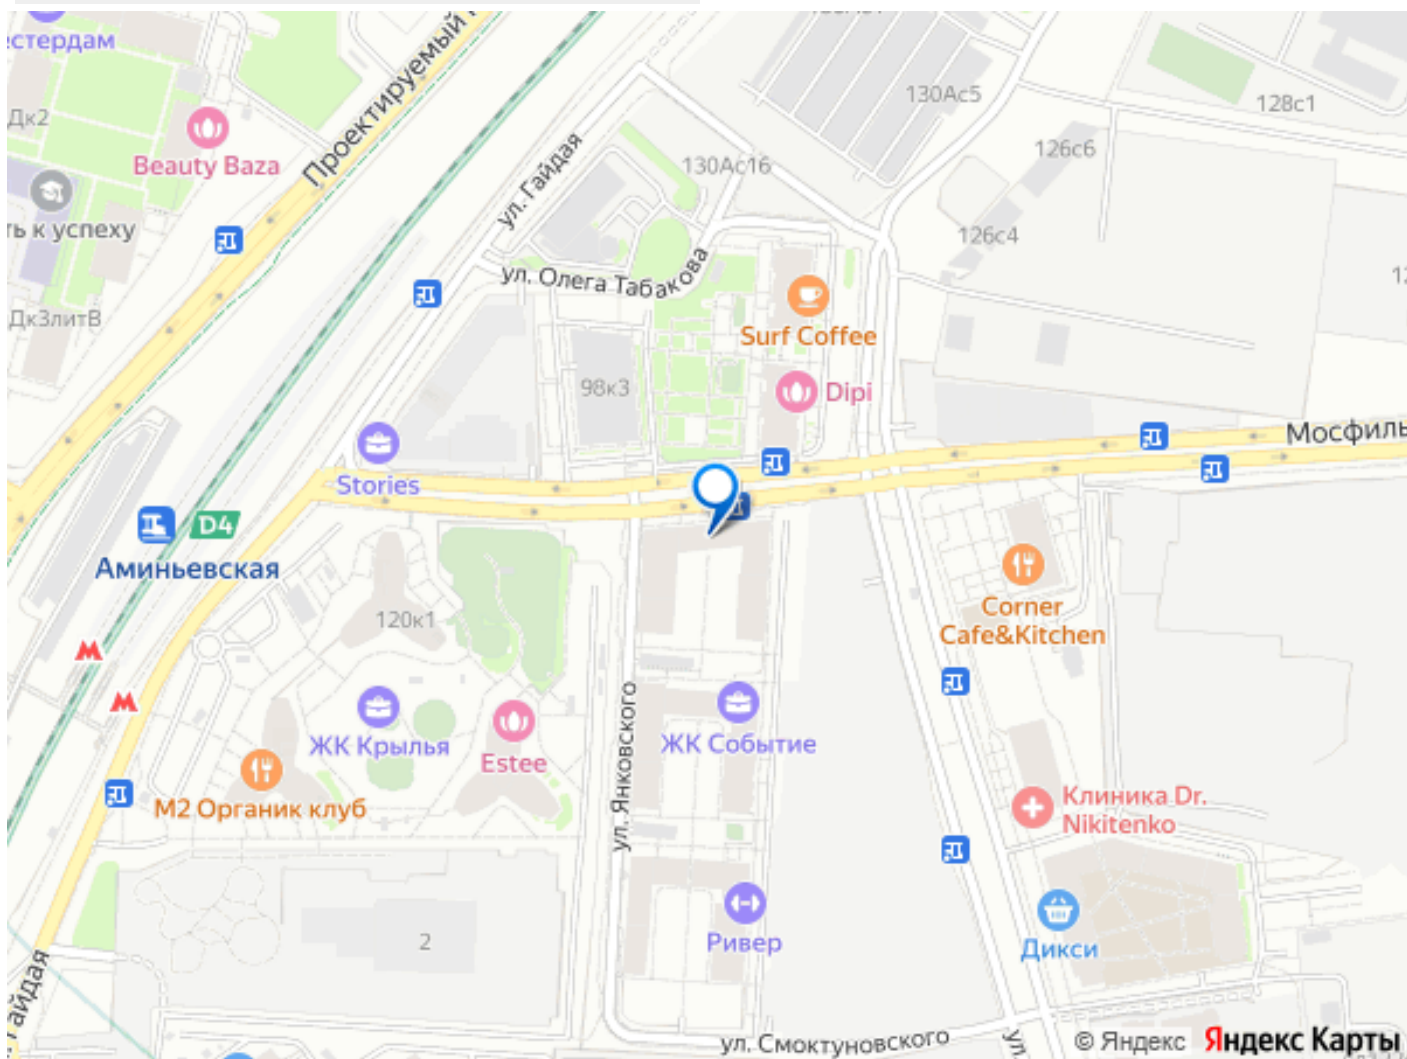 естердам
Дк2
Beauty Baza
ть к успеху
ДкЗлитВ
Проектируемый
ул. Гайдая
130Ас16
130Ас5
128с1
126с6
126с4
ул. Олега Табакова
Surf Coffee
98к3
Dipi
Мосфиль
Stories
D4
Аминьевская
120к1
Corner
Cafe&Kitchen
ЖК Крылья
Estee
ул. Янковского
ЖК Событие
М2 Органик клуб
Клиника Dr.
Nikitenko
2
Ривер
Дикси
Гайдая
ул. Смоктуновского
ул.
© Яндекс Яндекс Карты